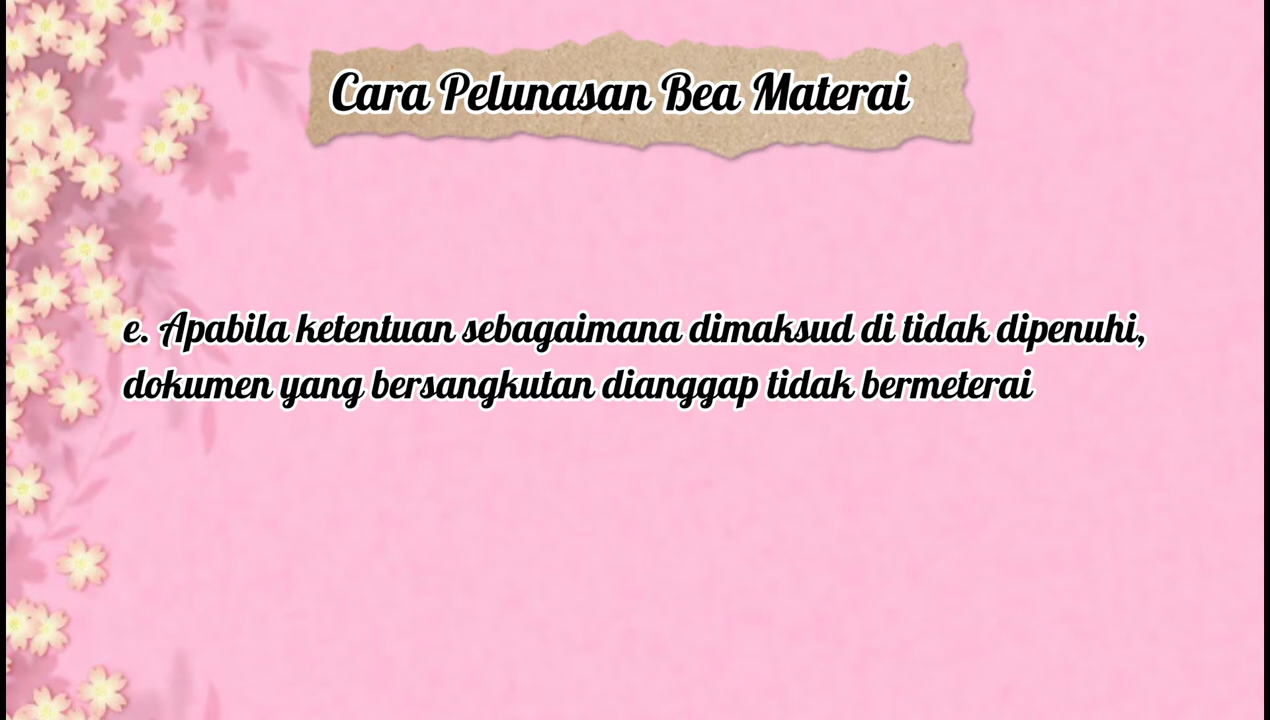 Cara Pelunasan Bea Materai
e. Apabila ketentuan sebagaimana dimaksud di tidak dipenuhi,
dokumen yang bersangkutan dianggap tidak bermeterai